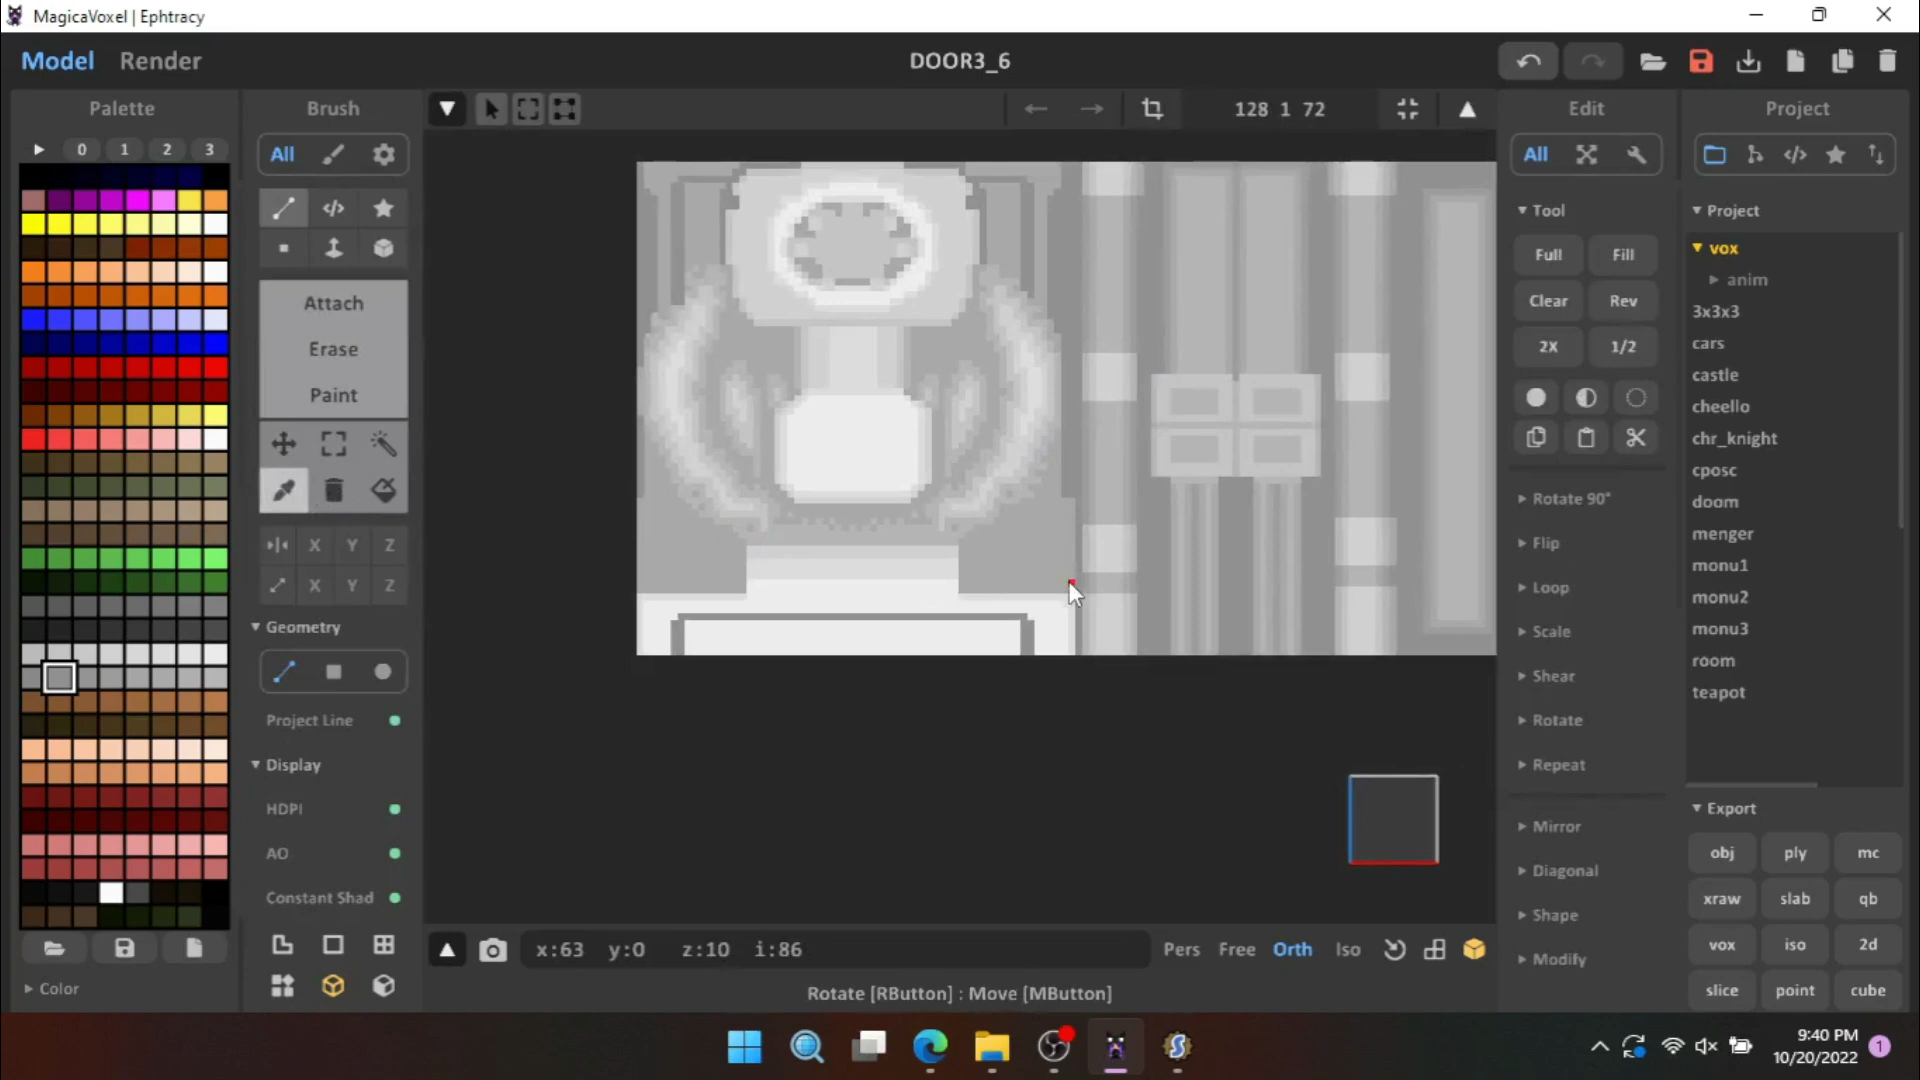 MagicaVoxel | Ephtracy
Model Render
DOOR3_6
Palette
Brush
128 1 72
Edit
Project
0 1 2 3
All
All
Tool
Full Fill
Clear Rev
2X 1/2
Attach
Erase
Paint
X Y Z
X Y Z
Geometry
Project Line
Display
HDPI
AO
Constant Shad
Color
Rotate 90°
Flip
Loop
Scale
Shear
Rotate
Repeat
Mirror
Diagonal
Shape
Modify
Project
vox
anim
3x3x3
cars
castle
cheello
chr_knight
cposc
doom
menger
monu1
monu2
monu3
room
teapot
Export
obj ply mc
xraw slab qb
vox iso 2d
slice point cube
x:63 y:0 z:10 i:86
Pers Free Orth Iso
Rotate [RButton] : Move [MButton]
9:40 PM
10/20/2022
1